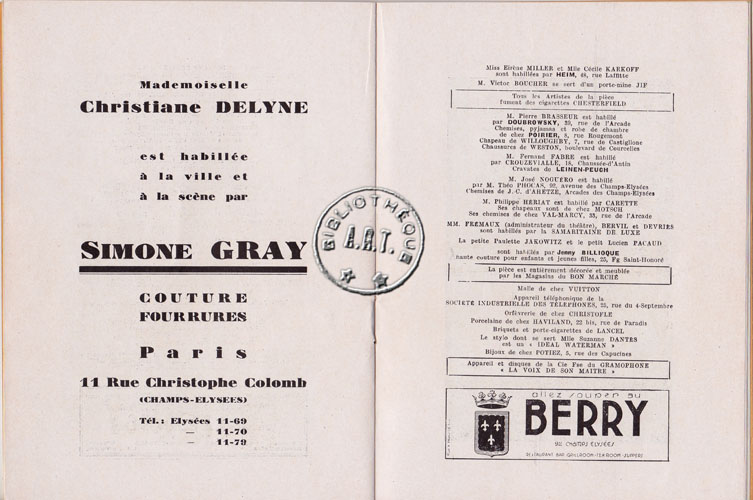 Mademoiselle
Christiane DELYNE
est habillée
à la ville et
à la scène par
SIMONE GRAY
COUTURE
FOURRURES
Paris
11 Rue Christophe Colomb
(CHAMPS-ELYSEES)
Tél. : Elysées 11-69
— 11-70
— 11-79
BIBLIOTHÈQUE
A.R.T.
Miss Eirène MILLER et Mlle Cécile KARKOFF
sont habillées par HEIM, 48, rue Laffitte
M. Victor BOUCHER se sert d'un porte-mine JIF
Tous les Artistes de la pièce
fument des cigarettes CHESTERFIELD
M. Pierre BRASSEUR est habillé
par DOUBROWSKY, 29, rue de l'Arcade
Chemises, pyjamas et robe de chambre
de chez POIRIER, 8, rue Rougemont
Chapeau de WILLOUGHBY, 7, rue de Castiglione
Chaussures de WESTON, boulevard de Courcelles
M. Fernand FABRE est habillé
par CROUZEVIALLE, 18, Chaussée-d'Antin
Cravates de LEINEN-PEUCH
M. José NOGUERO est habillé
par M. Théo PHOCAS, 92, avenue des Champs-Elysées
Chemises de J. C. d'AHÈTZE, Arcades des Champs-Elysées
M. Philippe HERIAT est habillé par CARETTE
Ses chapeaux sont de chez MOTSCH
Ses chemises de chez VAL-MARCY, 33, rue de l'Arcade
MM. FRÉMAUX (administrateur du théâtre), BERVIL et DEVRIES
sont habillés par la SAMARITAINE DE LUXE
La petite Paulette JAKOWITZ et le petit Lucien PACAUD
sont habillés par Jenny BILLIOQUE
haute couture pour enfants et jeunes filles, 25, Fg Saint-Honoré
La pièce est entièrement décorée et meublée
par les Magasins du BON MARCHÉ
Malle de chez VUITTON
Appareil téléphonique de la
SOCIÉTÉ INDUSTRIELLE DES TÉLÉPHONES, 25, rue du 4-Septembre
Orfèvrerie de chez CHRISTOFLE
Porcelaine de chez HAVILAND, 22 bis, rue de Paradis
Briquets et porte-cigarettes de LANCEL
Le stylo dont se sert Mlle Suzanne DANTÈS
est un « IDEAL WATERMAN »
Bijoux de chez POTIEZ, 5, rue des Capucines
Appareil et disques de la Cie Fse du GRAMOPHONE
« LA VOIX DE SON MAITRE »
allez souper au
BERRY
CHAMPS ELYSEES
RESTAURANT-BAR-GRILLROOM-TEA-ROOM-SUPPERS